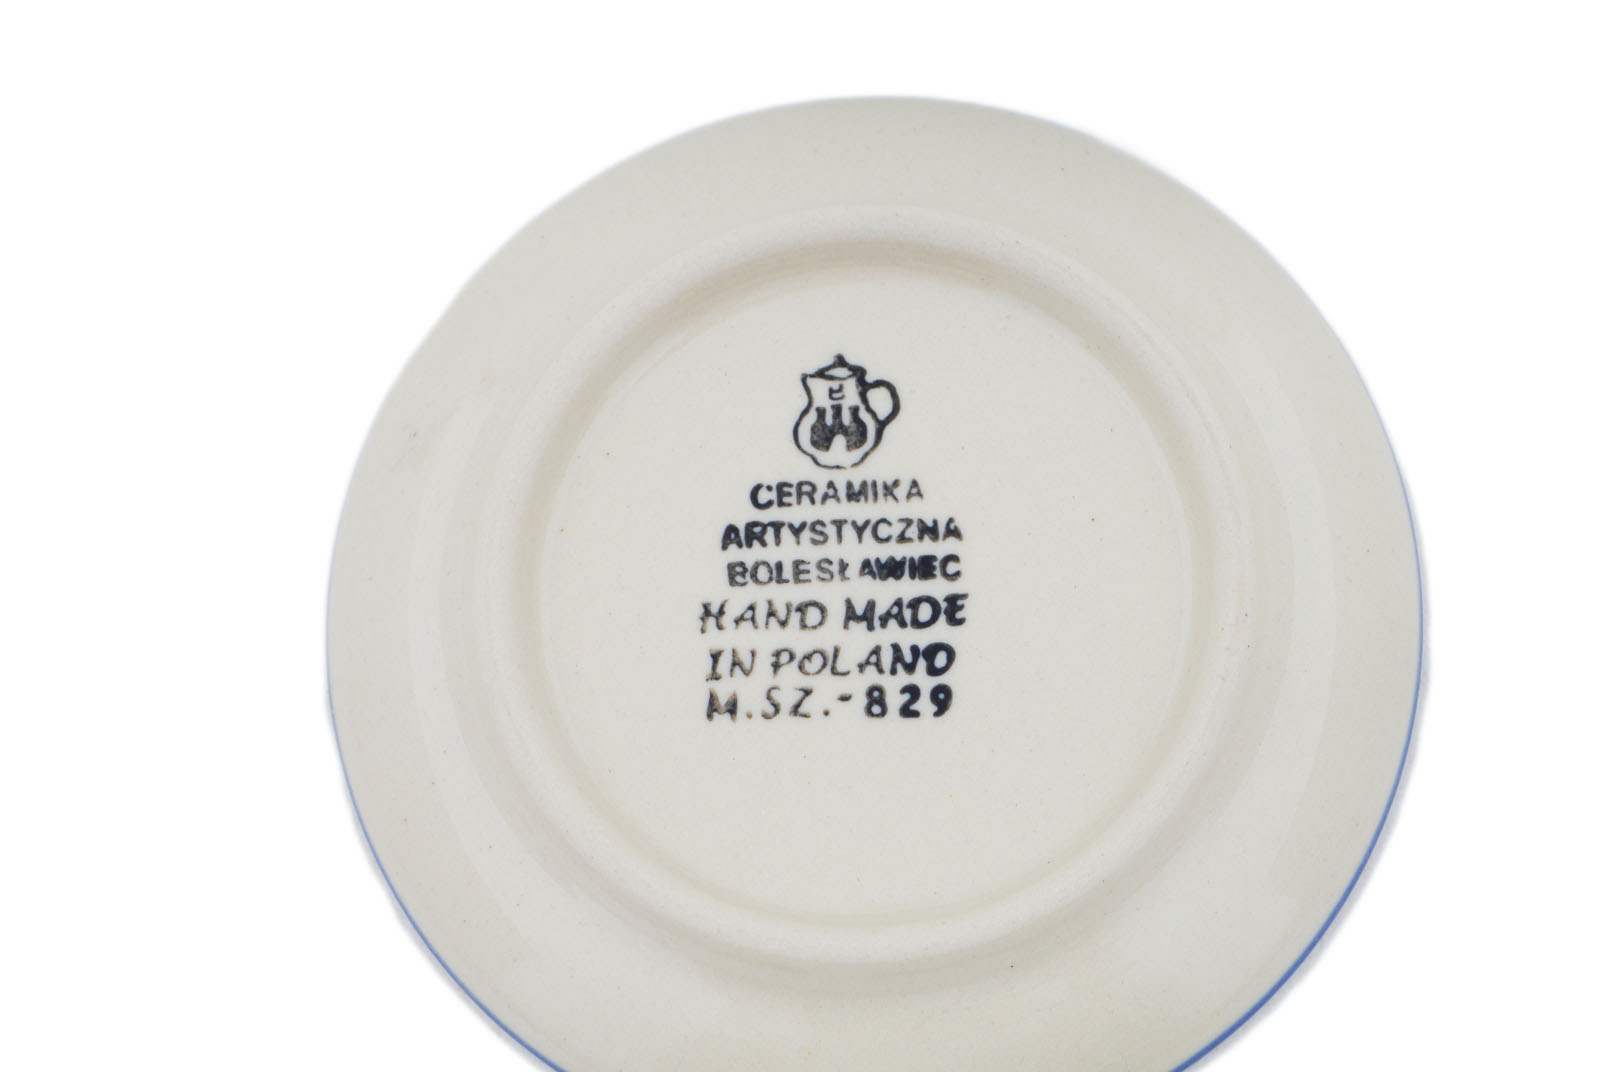 CERAMIKA
ARTYSTYCZNA
BOLESŁAWIEC
HAND MADE
IN POLAND
M.SZ.-829